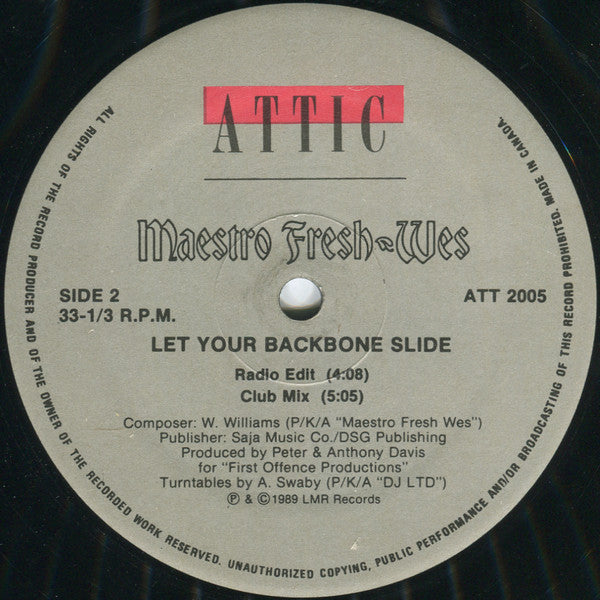 ATTIC
Maestro Fresh-Wes
SIDE 2
33-1/3 R.P.M.
ATT 2005
LET YOUR BACKBONE SLIDE
Radio Edit (4:08)
Club Mix (5:05)
Composer: W. Williams (P/K/A "Maestro Fresh Wes")
Publisher: Saja Music Co./DSG Publishing
Produced by Peter & Anthony Davis
for "First Offence Productions"
Turntables by A. Swaby (P/K/A "DJ LTD")
℗ & ©1989 LMR Records
ALL RIGHTS OF THE RECORD PRODUCER AND OF THE OWNER OF THE RECORDED WORK RESERVED. UNAUTHORIZED COPYING, PUBLIC PERFORMANCE AND/OR BROADCASTING OF THIS RECORD PROHIBITED. MADE IN CANADA.